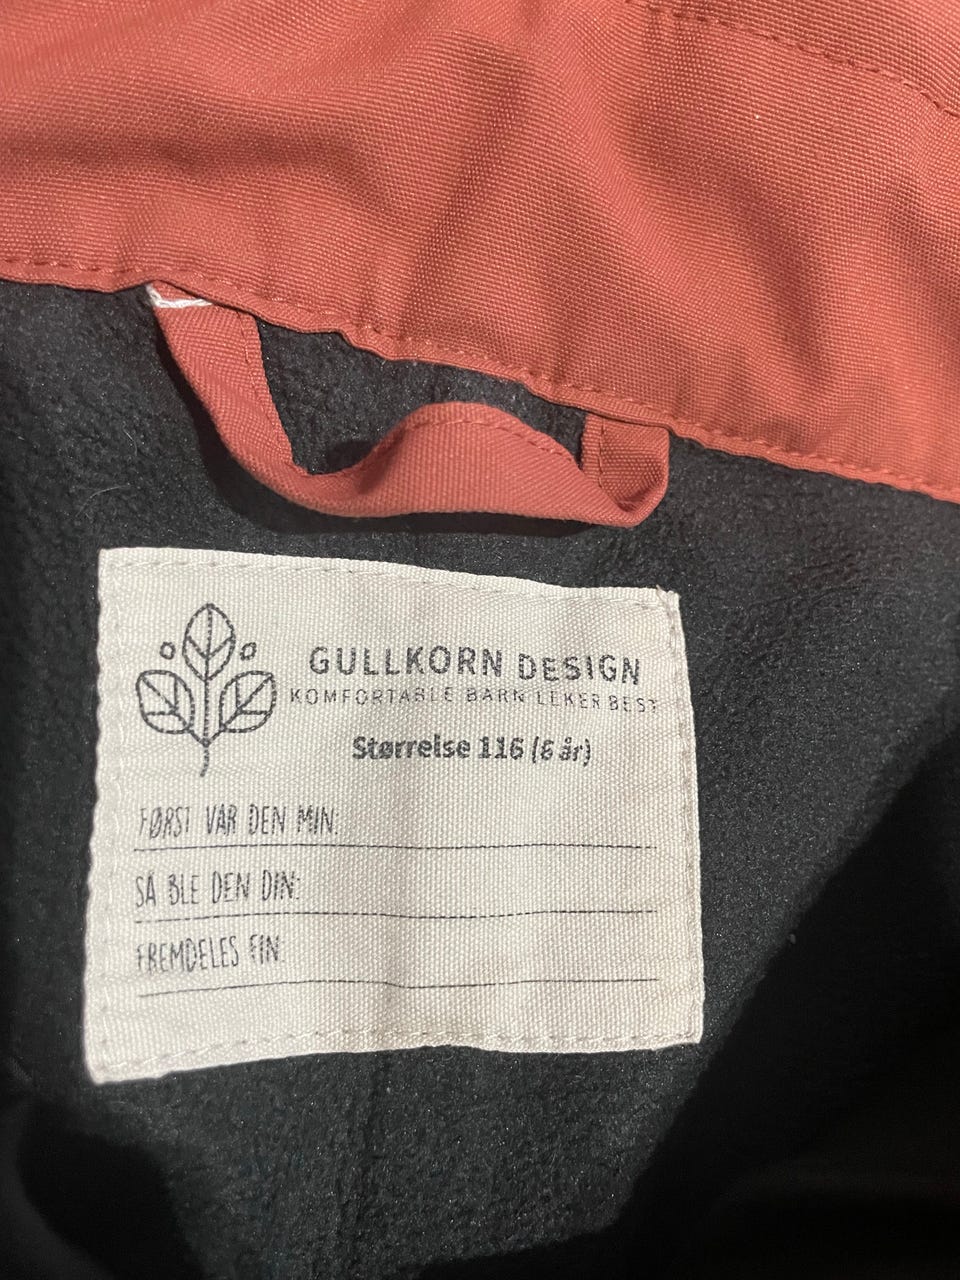 GULLKORN DESIGN
KOMFORTABLE BARN LEKER BEST
Størrelse 116 (6 år)
FØRST VAR DEN MIN:
SÅ BLE DEN DIN:
FREMDELES FIN: